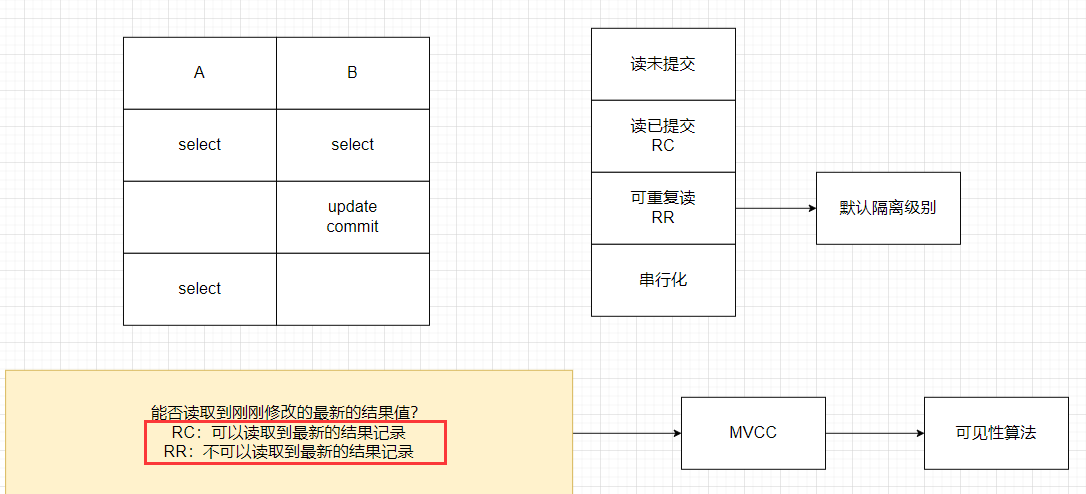 A
B
select
select
update
commit
select
读未提交
读已提交
RC
可重复读
RR
串行化
默认隔离级别
能否读取到刚刚修改的最新的结果值?
RC：可以读取到最新的结果记录
RR：不可以读取到最新的结果记录
MVCC
可见性算法